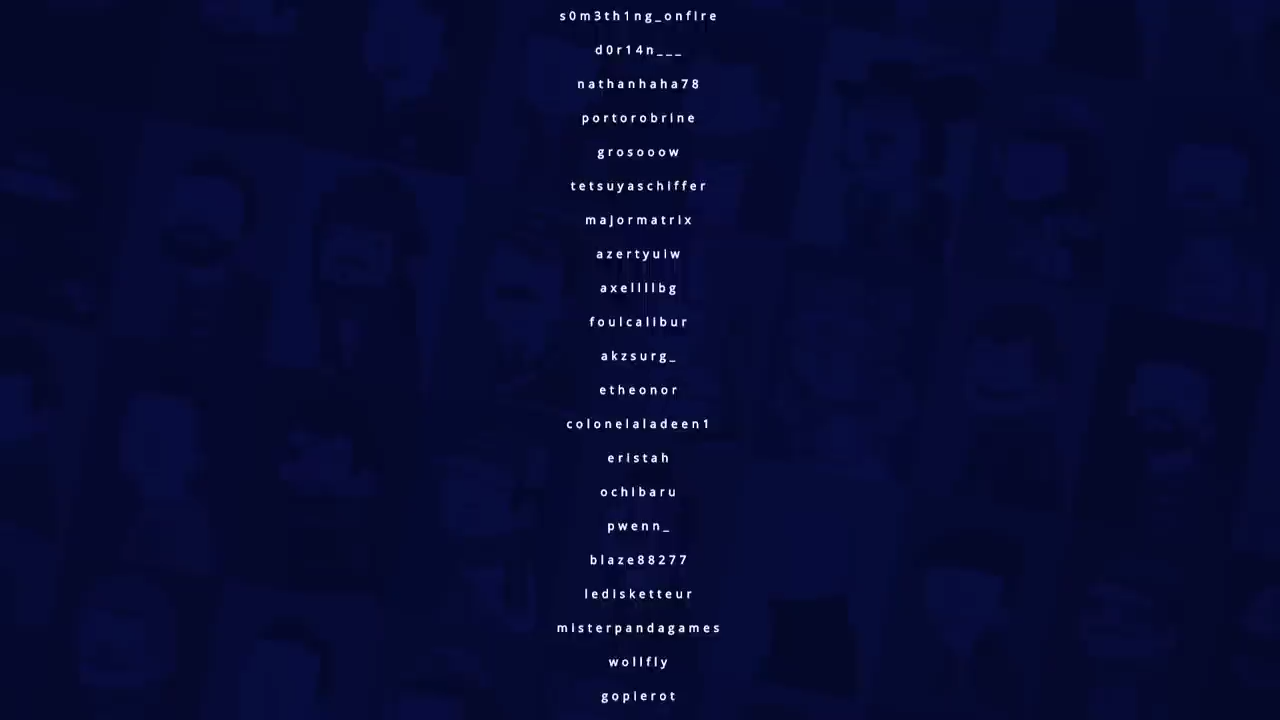 s0m3th1ng_onfire
d0r14n___
nathanhaha78
portorobrine
grosooow
tetsuyaschiffer
majormatrix
azertyuiw
axellllbg
foulcalibur
akzsurg_
etheonor
colonelaladeen1
eristah
ochibaru
pwenn_
blaze88277
ledisketteur
misterpandagames
wollfly
gopierot